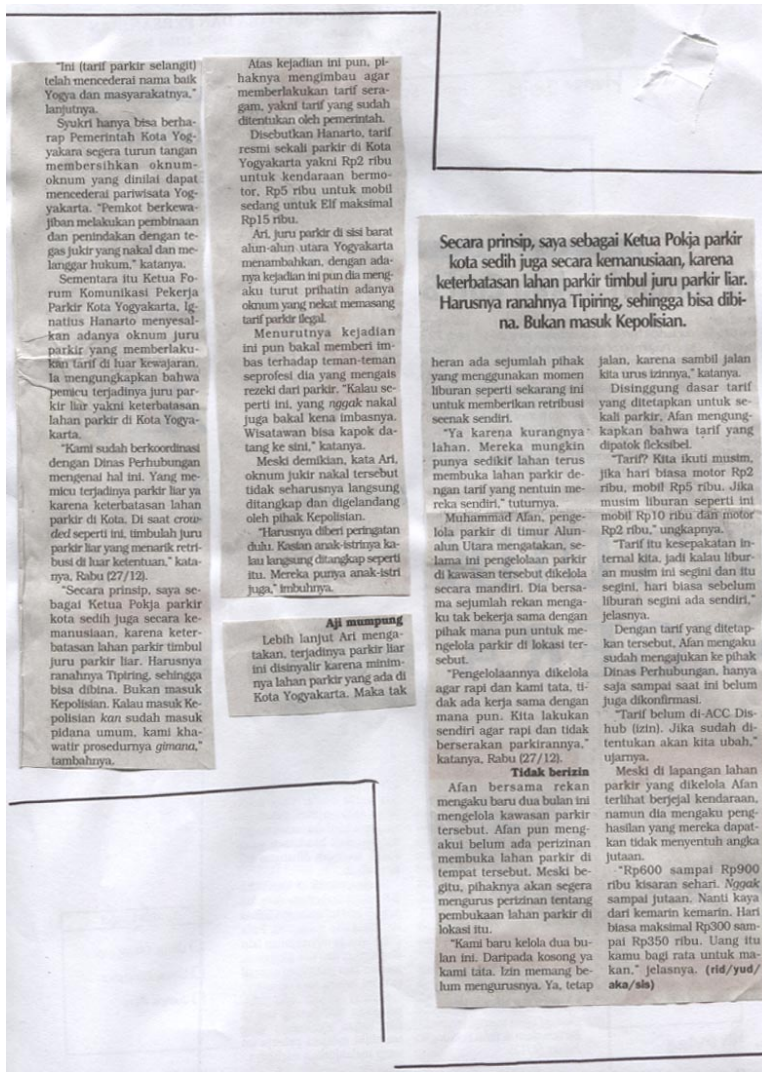 "Ini (tarif parkir selangit)
telah mencederai nama baik
Yogya dan masyarakatnya,"
lanjutnya.
Syukri hanya bisa berha-
rap Pemerintah Kota Yog-
yakara segera turun tangan
membersihkan oknum-
oknum yang dinilai dapat
mencederai pariwisata Yog-
yakarta. "Pemkot berkewa-
jiban melakukan pembinaan
dan penindakan dengan te-
gas jukir yang nakal dan me-
langgar hukum," katanya.
Sementara itu Ketua Fo-
rum Komunikasi Pekerja
Parkir Kota Yogyakarta, Ig-
natius Hanarto menyesal-
kan adanya oknum juru
parkir yang memberlaku-
kan tarif di luar kewajaran.
Ia mengungkapkan bahwa
pemicu terjadinya juru par-
kir liar yakni keterbatasan
lahan parkir di Kota Yogya-
karta.
"Kami sudah berkoordinasi
dengan Dinas Perhubungan
mengenai hal ini. Yang me-
micu terjadinya parkir liar ya
karena keterbatasan lahan
parkir di Kota. Di saat crow-
ded seperti ini, timbulah juru
parkir liar yang menarik retri-
busi di luar ketentuan," kata-
nya, Rabu (27/12).
"Secara prinsip, saya se-
bagai Ketua Pokja parkir
kota sedih juga secara ke-
manusiaan, karena keter-
batasan lahan parkir timbul
juru parkir liar. Harusnya
ranahnya Tipiring, sehingga
bisa dibina. Bukan masuk
Kepolisian. Kalau masuk Ke-
polisian kan sudah masuk
pidana umum, kami kha-
watir prosedurnya gimana,"
tambahnya.
Atas kejadian ini pun, pi-
haknya mengimbau agar
memberlakukan tarif sera-
gam, yakni tarif yang sudah
ditentukan oleh pemerintah.
Disebutkan Hanarto, tarif
resmi sekali parkir di Kota
Yogyakarta yakni Rp2 ribu
untuk kendaraan bermo-
tor, Rp5 ribu untuk mobil
sedang untuk Elf maksimal
Rp15 ribu.
Ari, juru parkir di sisi barat
alun-alun utara Yogyakarta
menambahkan, dengan ada-
nya kejadian ini pun dia meng-
aku turut prihatin adanya
oknum yang nekat memasang
tarif parkir ilegal.
Menurutnya kejadian
ini pun bakal memberi im-
bas terhadap teman-teman
seprofesi dia yang mengais
rezeki dari parkir. "Kalau se-
perti ini, yang nggak nakal
juga bakal kena imbasnya.
Wisatawan bisa kapok da-
tang ke sini," katanya.
Meski demikian, kata Ari,
oknum jukir nakal tersebut
tidak seharusnya langsung
ditangkap dan digelandang
oleh pihak Kepolisian.
"Harusnya diberi peringatan
dulu. Kasian anak-istrinya ka-
lau langsung ditangkap seperti
itu. Mereka punya anak-istri
juga," imbuhnya.
Aji mumpung
Lebih lanjut Ari menga-
takan, terjadinya parkir liar
ini disinyalir karena minim-
nya lahan parkir yang ada di
Kota Yogyakarta. Maka tak
Secara prinsip, saya sebagai Ketua Pokja parkir
kota sedih juga secara kemanusiaan, karena
keterbatasan lahan parkir timbul juru parkir liar.
Harusnya ranahnya Tipiring, sehingga bisa dibi-
na. Bukan masuk Kepolisian.
heran ada sejumlah pihak
yang menggunakan momen
liburan seperti sekarang ini
untuk memberikan retribusi
seenak sendiri.
"Ya karena kurangnya
lahan. Mereka mungkin
punya sedikit lahan terus
membuka lahan parkir de-
ngan tarif yang nentuin me-
reka sendiri," tuturnya.
Muhammad Afan, penge-
lola parkir di timur Alun-
alun Utara mengatakan, se-
lama ini pengelolaan parkir
di kawasan tersebut dikelola
secara mandiri. Dia bersa-
ma sejumlah rekan menga-
ku tak bekerja sama dengan
pihak mana pun untuk me-
ngelola parkir di lokasi ter-
sebut.
"Pengelolaannya dikelola
agar rapi dan kami tata, ti-
dak ada kerja sama dengan
mana pun. Kita lakukan
sendiri agar rapi dan tidak
berserakan parkirannya,"
katanya, Rabu (27/12).
Tidak berizin
Afan bersama rekan
mengaku baru dua bulan ini
mengelola kawasan parkir
tersebut. Afan pun meng-
akui belum ada perizinan
membuka lahan parkir di
tempat tersebut. Meski be-
gitu, pihaknya akan segera
mengurus perizinan tentang
pembukaan lahan parkir di
lokasi itu.
"Kami baru kelola dua bu-
lan ini. Daripada kosong ya
kami tata. Izin memang be-
lum mengurusnya. Ya, tetap
jalan, karena sambil jalan
kita urus izinnya," katanya.
Disinggung dasar tarif
yang ditetapkan untuk se-
kali parkir, Afan mengung-
kapkan bahwa tarif yang
dipatok fleksibel.
"Tarif? Kita ikuti musim,
jika hari biasa motor Rp2
ribu, mobil Rp5 ribu. Jika
musim liburan seperti ini
mobil Rp10 ribu dan motor
Rp2 ribu," ungkapnya.
"Tarif itu kesepakatan in-
ternal kita, jadi kalau libur-
an musim ini segini dan itu
segini, hari biasa sebelum
liburan segini ada sendiri,"
jelasnya.
Dengan tarif yang ditetap-
kan tersebut, Afan mengaku
sudah mengajukan ke pihak
Dinas Perhubungan, hanya
saja sampai saat ini belum
juga dikonfirmasi.
"Tarif belum di-ACC Dis-
hub (izin). Jika sudah di-
tentukan akan kita ubah,"
ujarnya.
Meski di lapangan lahan
parkir yang dikelola Afan
terlihat berjejal kendaraan,
namun dia mengaku peng-
hasilan yang mereka dapat-
kan tidak menyentuh angka
jutaan.
"Rp600 sampai Rp900
ribu kisaran sehari. Nggak
sampai jutaan. Nanti kaya
dari kemarin kemarin. Hari
biasa maksimal Rp300 sam-
pai Rp350 ribu. Uang itu
kamu bagi rata untuk ma-
kan," jelasnya. (rid/yud/
aka/sis)